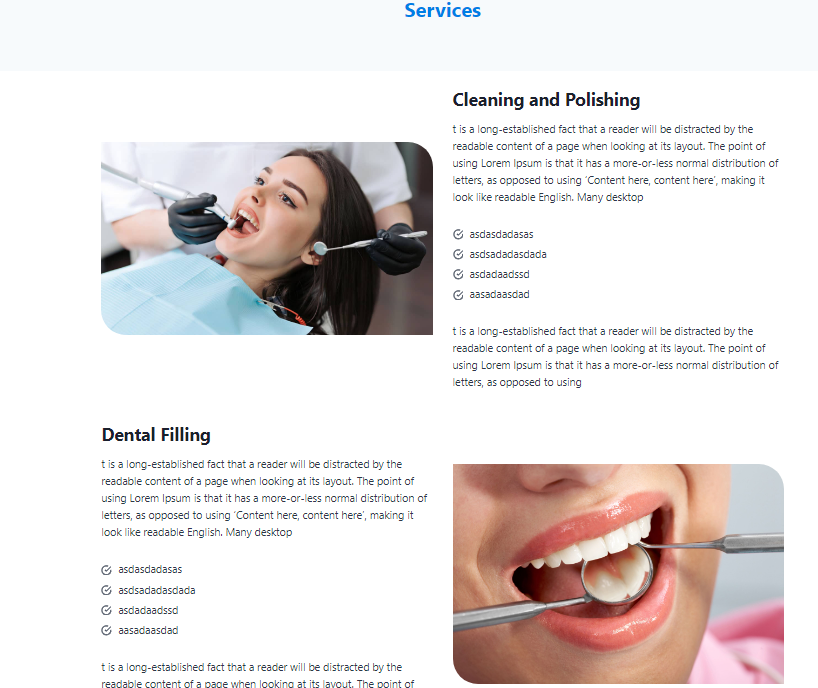 Services
Cleaning and Polishing
t is a long-established fact that a reader will be distracted by the
readable content of a page when looking at its layout. The point of
using Lorem Ipsum is that it has a more-or-less normal distribution of
letters, as opposed to using 'Content here, content here', making it
look like readable English. Many desktop
asdasdadasas
asdsadadasdada
asdadaadssd
aasadaasdad
t is a long-established fact that a reader will be distracted by the
readable content of a page when looking at its layout. The point of
using Lorem Ipsum is that it has a more-or-less normal distribution of
letters, as opposed to using
Dental Filling
t is a long-established fact that a reader will be distracted by the
readable content of a page when looking at its layout. The point of
using Lorem Ipsum is that it has a more-or-less normal distribution of
letters, as opposed to using 'Content here, content here', making it
look like readable English. Many desktop
asdasdadasas
asdsadadasdada
asdadaadssd
aasadaasdad
t is a long-established fact that a reader will be distracted by the
readable content of a page when looking at its layout. The point of